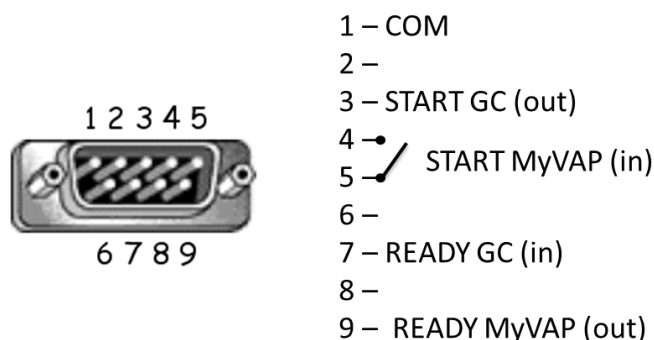 1 2 3 4 5
6 7 8 9
1 – COM
2 –
3 – START GC (out)
4
START MyVAP (in)
5
6 –
7 – READY GC (in)
8 –
9 – READY MyVAP (out)